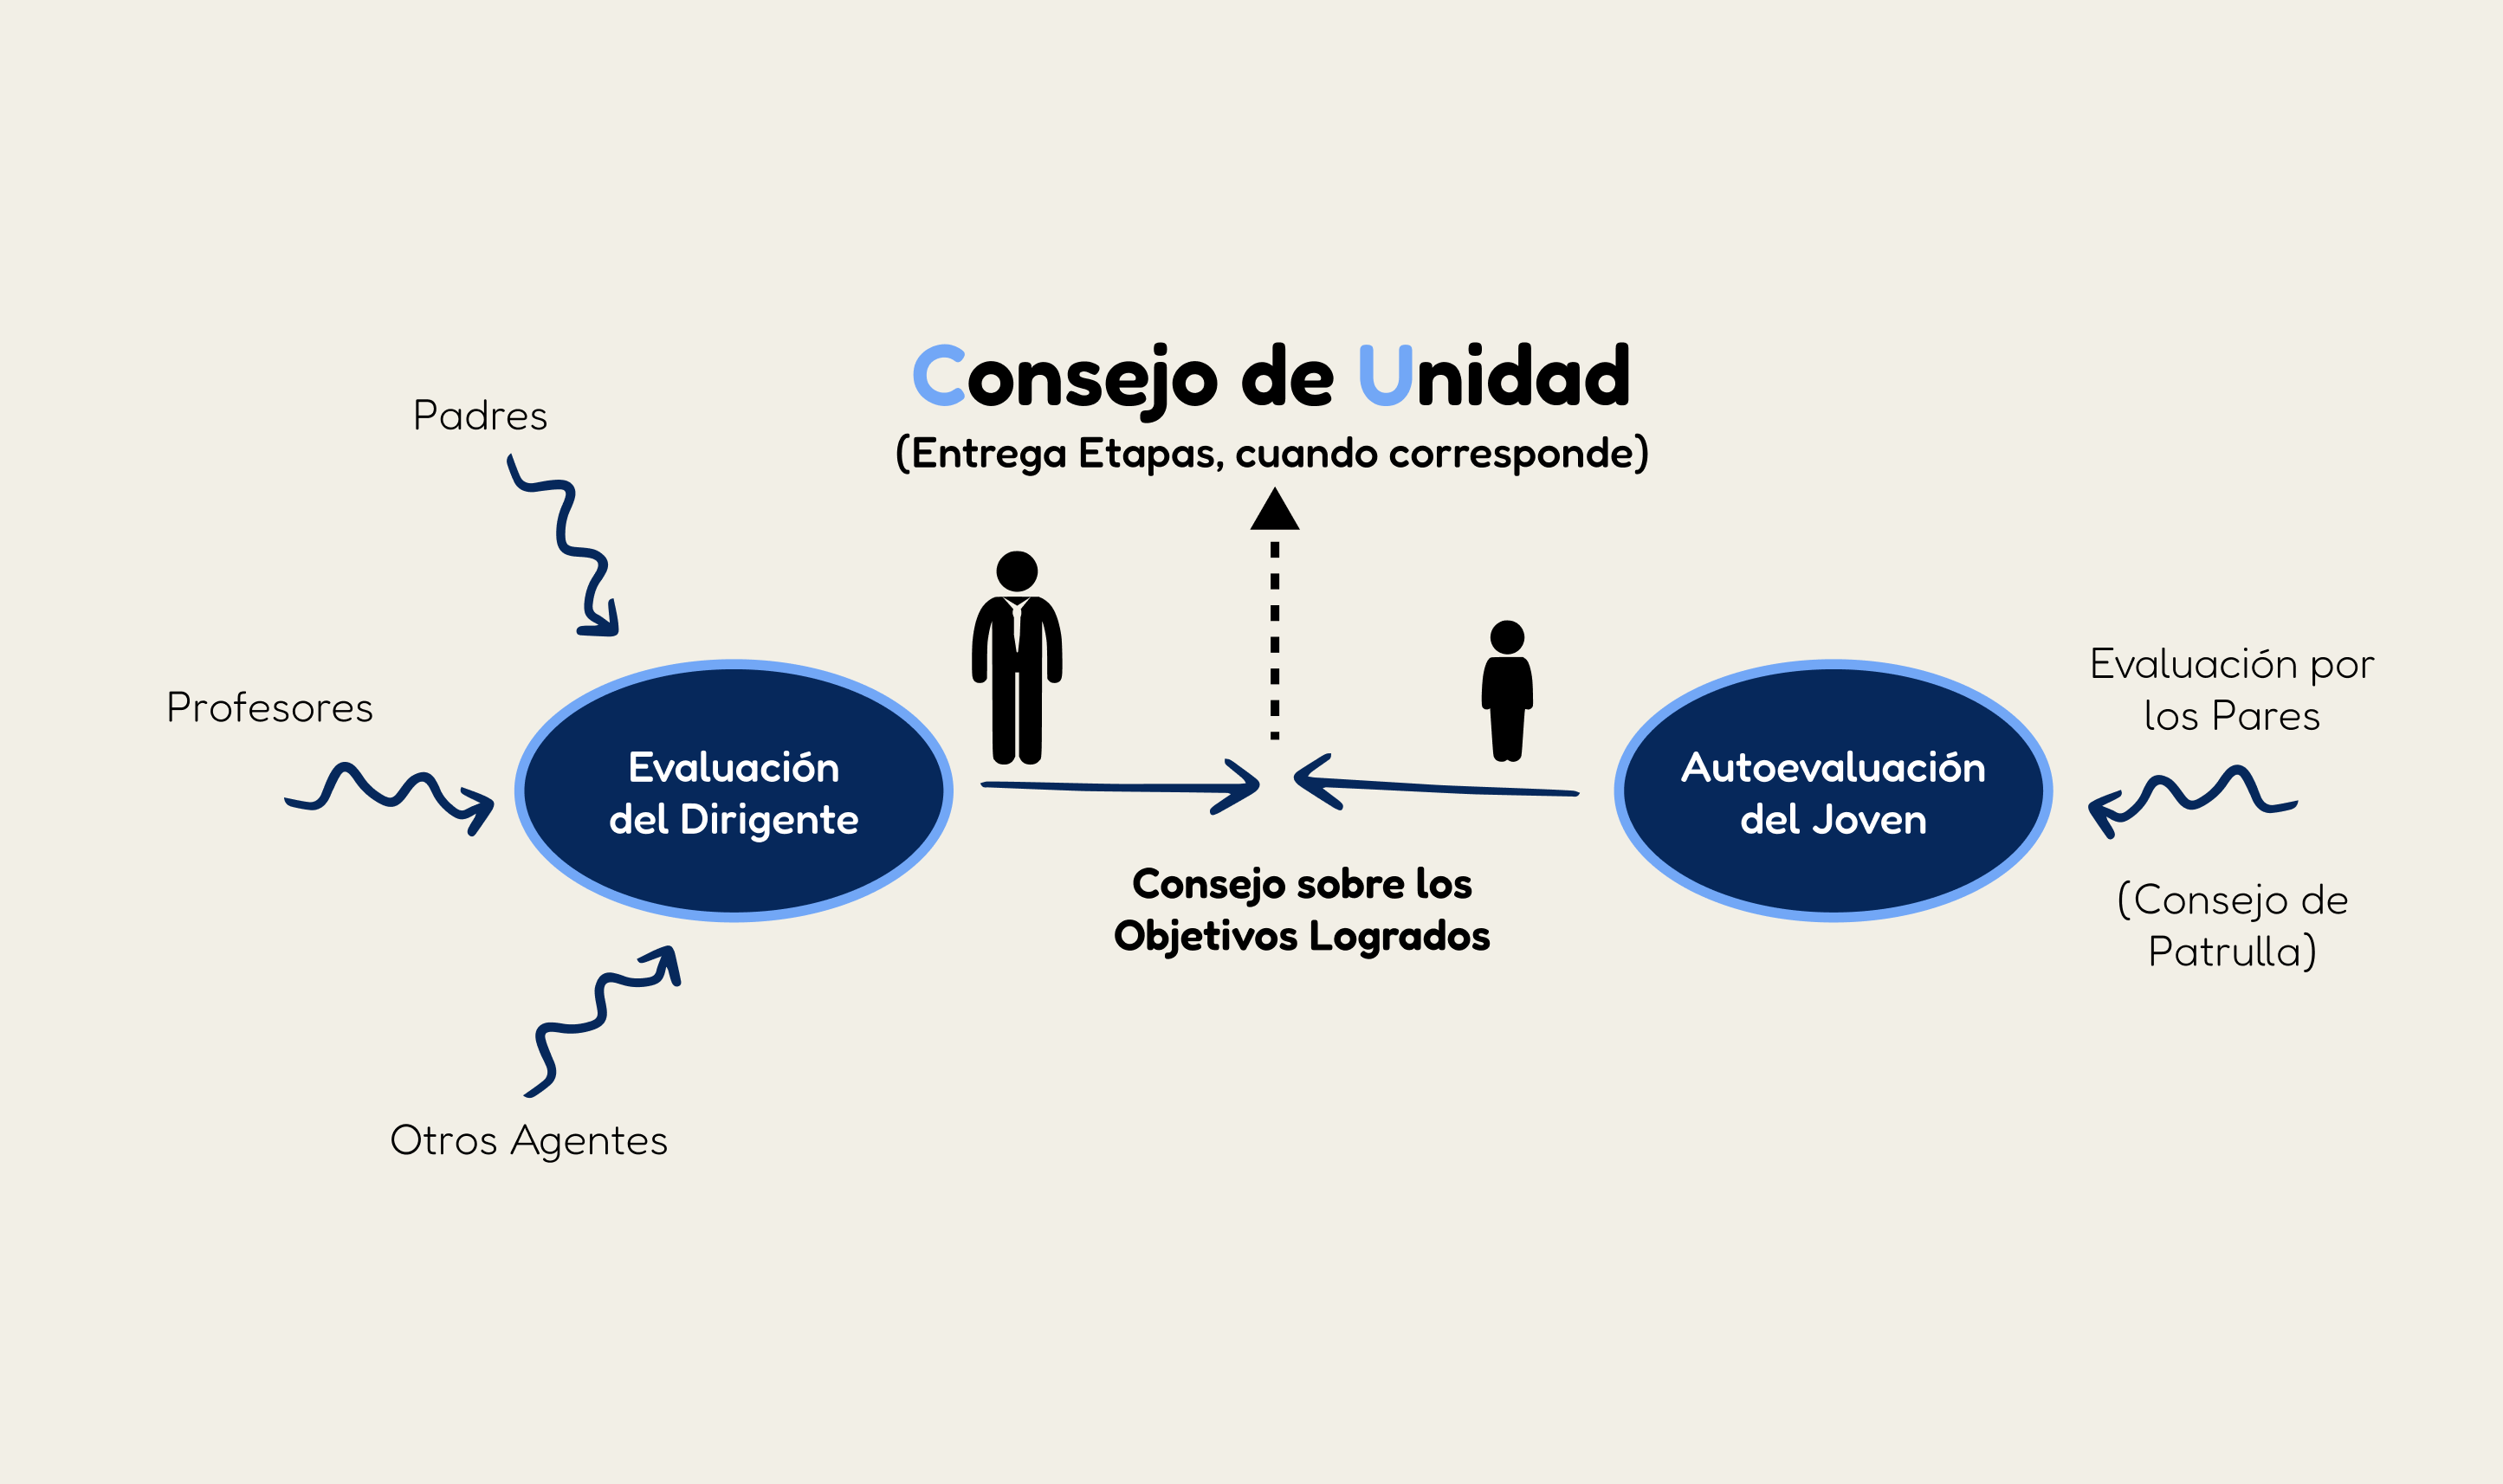 Consejo de Unidad
(Entrega Etapas, cuando corresponde)
Padres
Profesores
Otros Agentes
Evaluación
del Dirigente
Consejo sobre los
Objetivos Logrados
Autoevaluación
del Joven
Evaluación por
los Pares
(Consejo de
Patrulla)